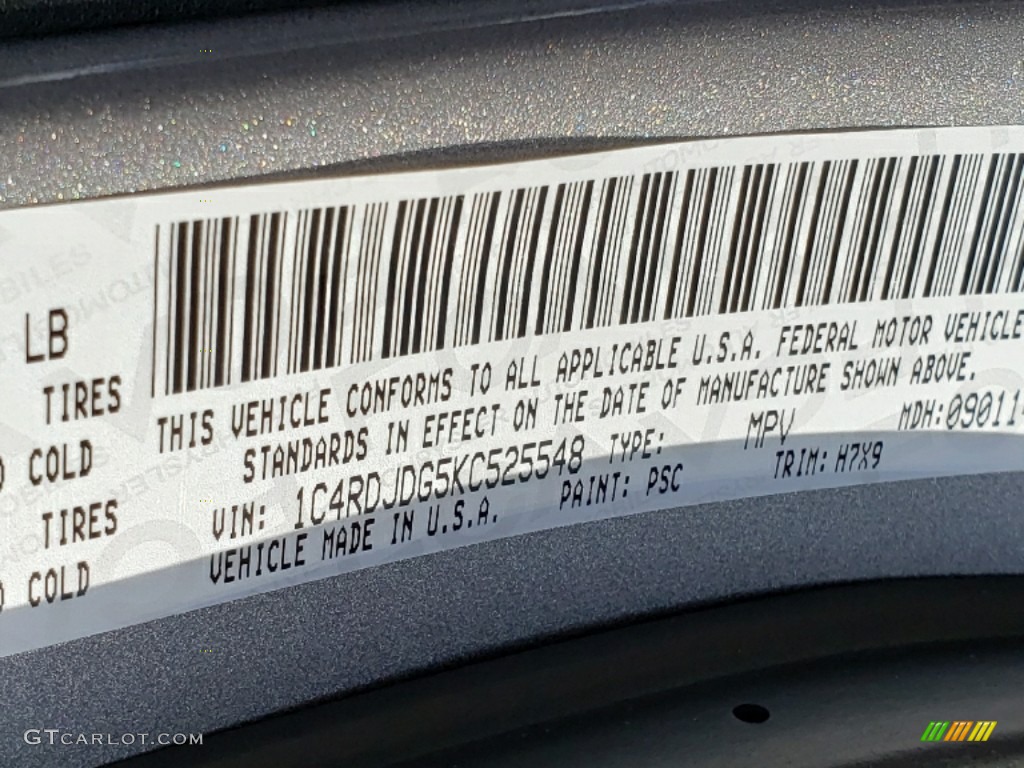 LB
TIRES
COLD
TIRES
COLD
THIS VEHICLE CONFORMS TO ALL APPLICABLE U.S.A. FEDERAL MOTOR VEHICLE
STANDARDS IN EFFECT ON THE DATE OF MANUFACTURE SHOWN ABOVE.
VIN: 1C4RDJDG5KC525548 TYPE: MPV MDH:09011
VEHICLE MADE IN U.S.A. PAINT: PSC TRIM: H7X9
GTCARLOT.COM